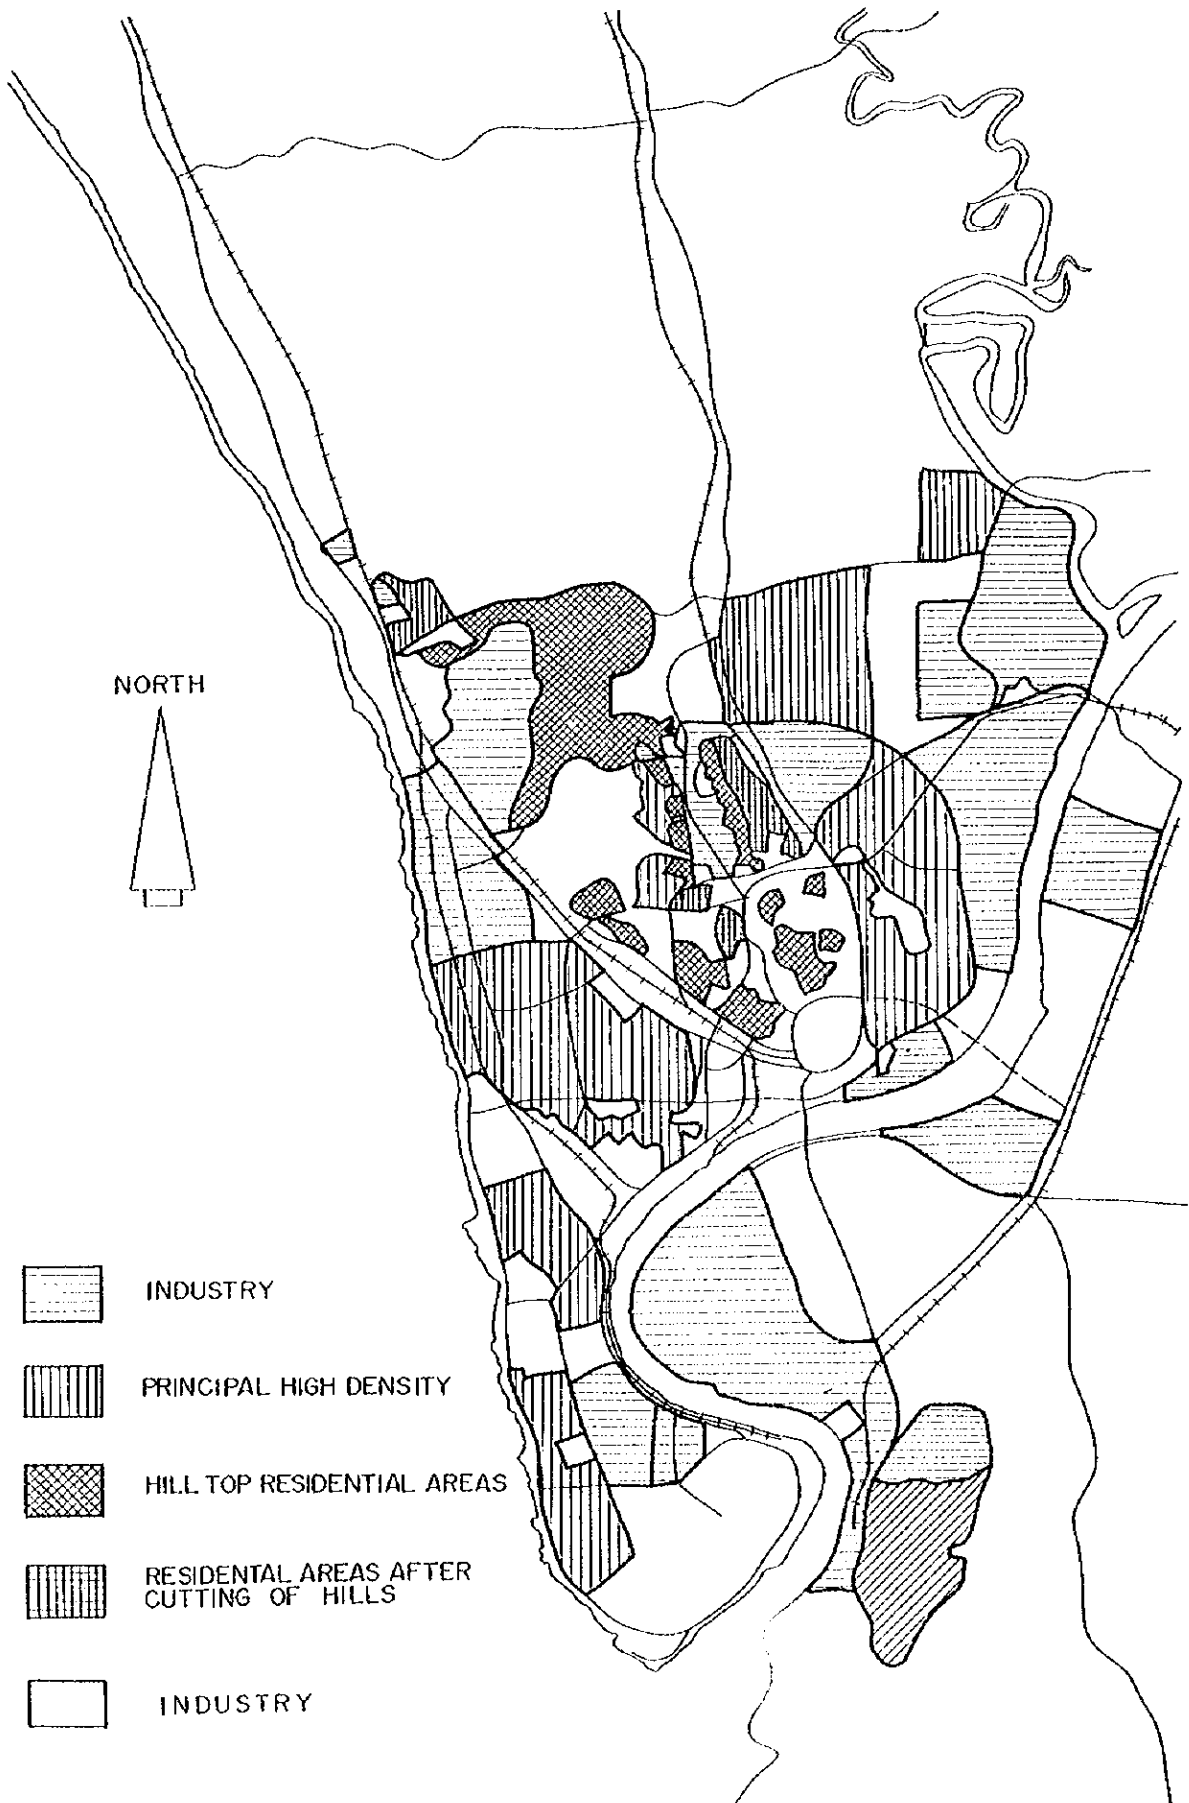 NORTH
INDUSTRY
PRINCIPAL HIGH DENSITY
HILL TOP RESIDENTIAL AREAS
RESIDENTAL AREAS AFTER
CUTTING OF HILLS
INDUSTRY